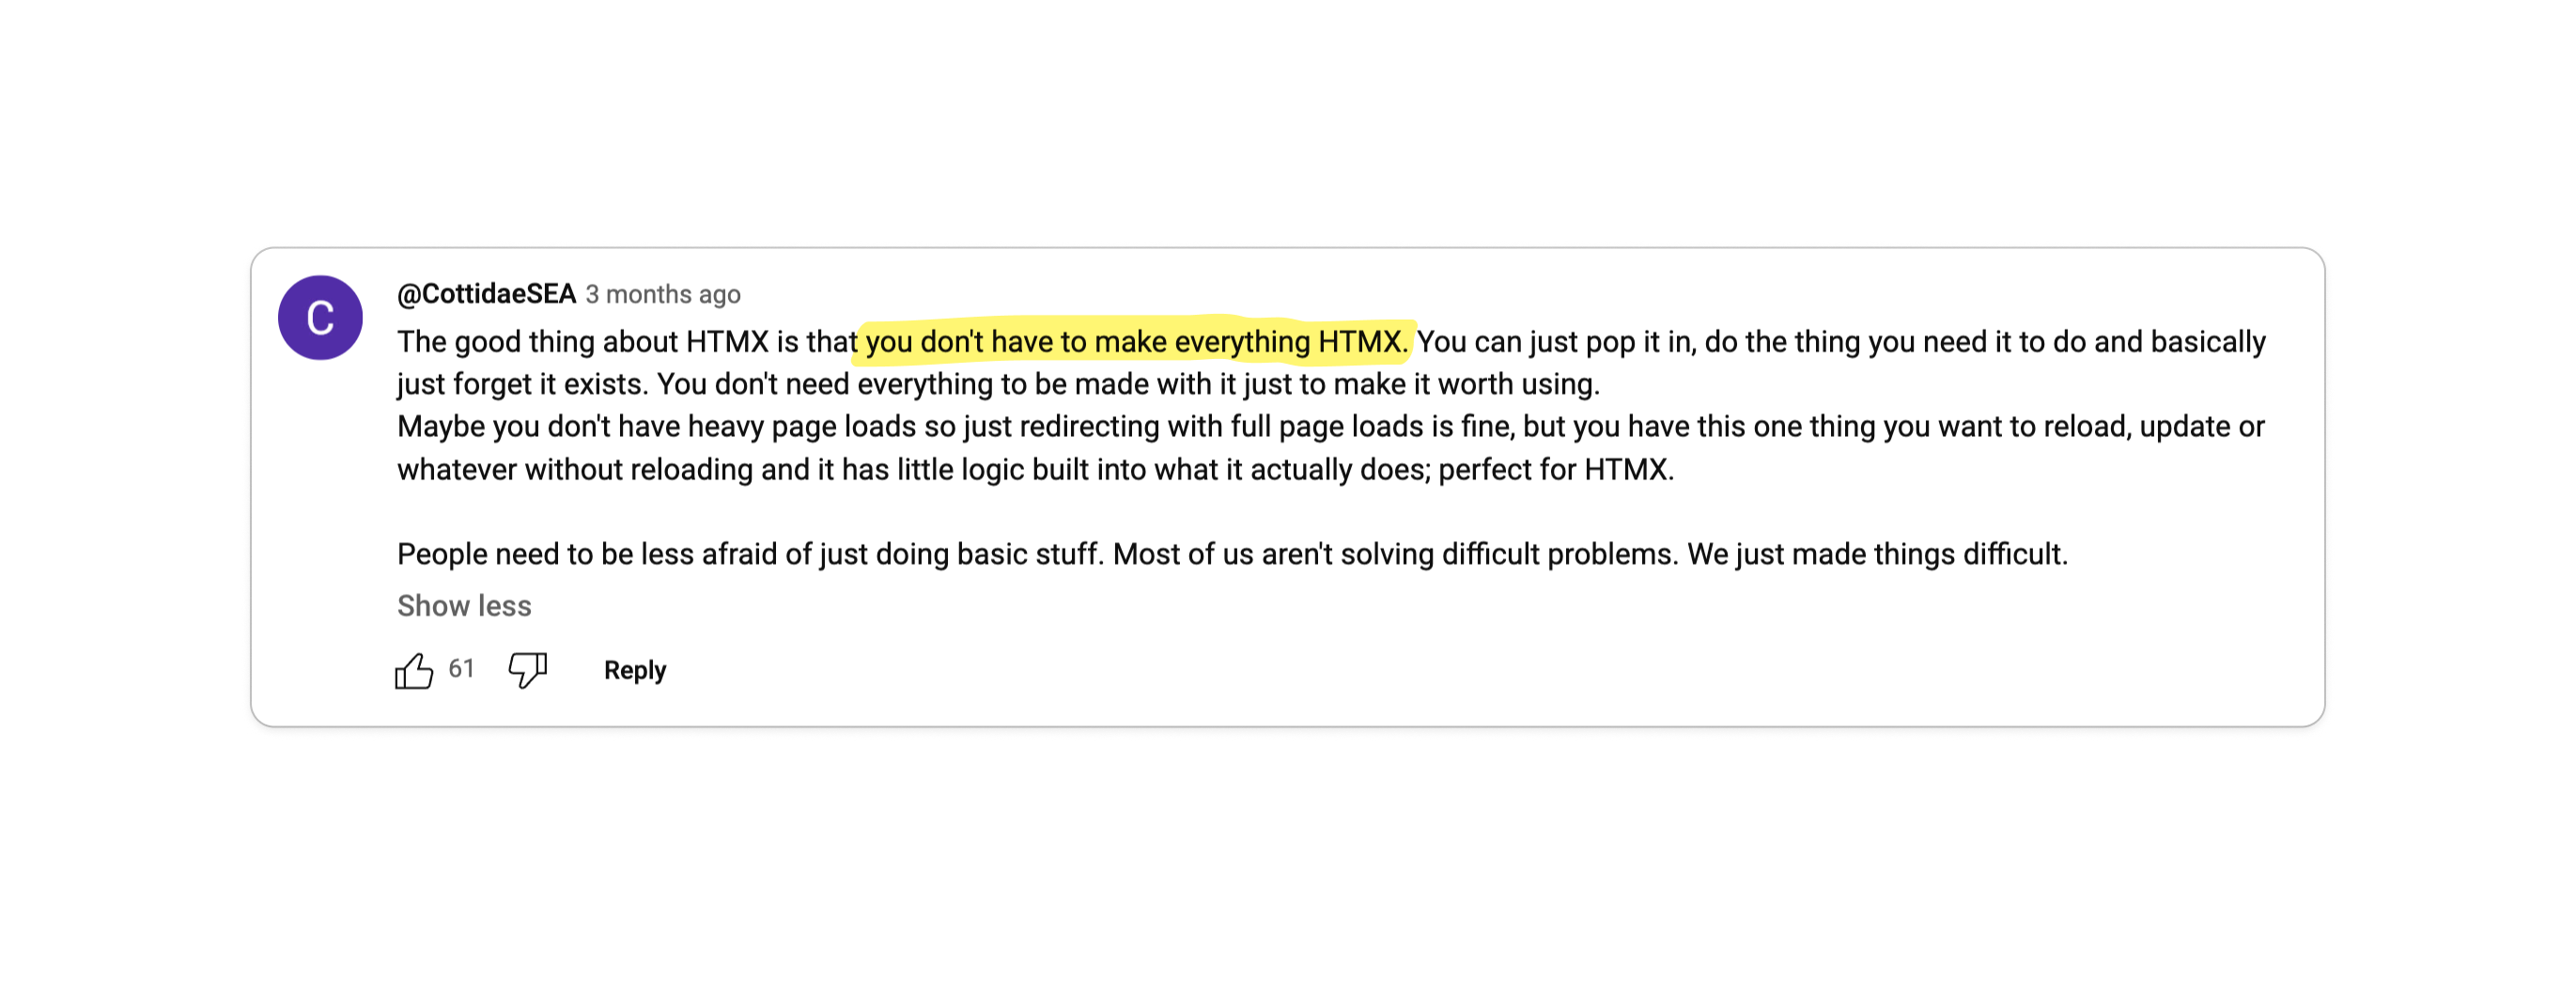 C
@CottidaeSEA 3 months ago
The good thing about HTMX is that you don't have to make everything HTMX. You can just pop it in, do the thing you need it to do and basically
just forget it exists. You don't need everything to be made with it just to make it worth using.
Maybe you don't have heavy page loads so just redirecting with full page loads is fine, but you have this one thing you want to reload, update or
whatever without reloading and it has little logic built into what it actually does; perfect for HTMX.
People need to be less afraid of just doing basic stuff. Most of us aren't solving difficult problems. We just made things difficult.
Show less
61 Reply